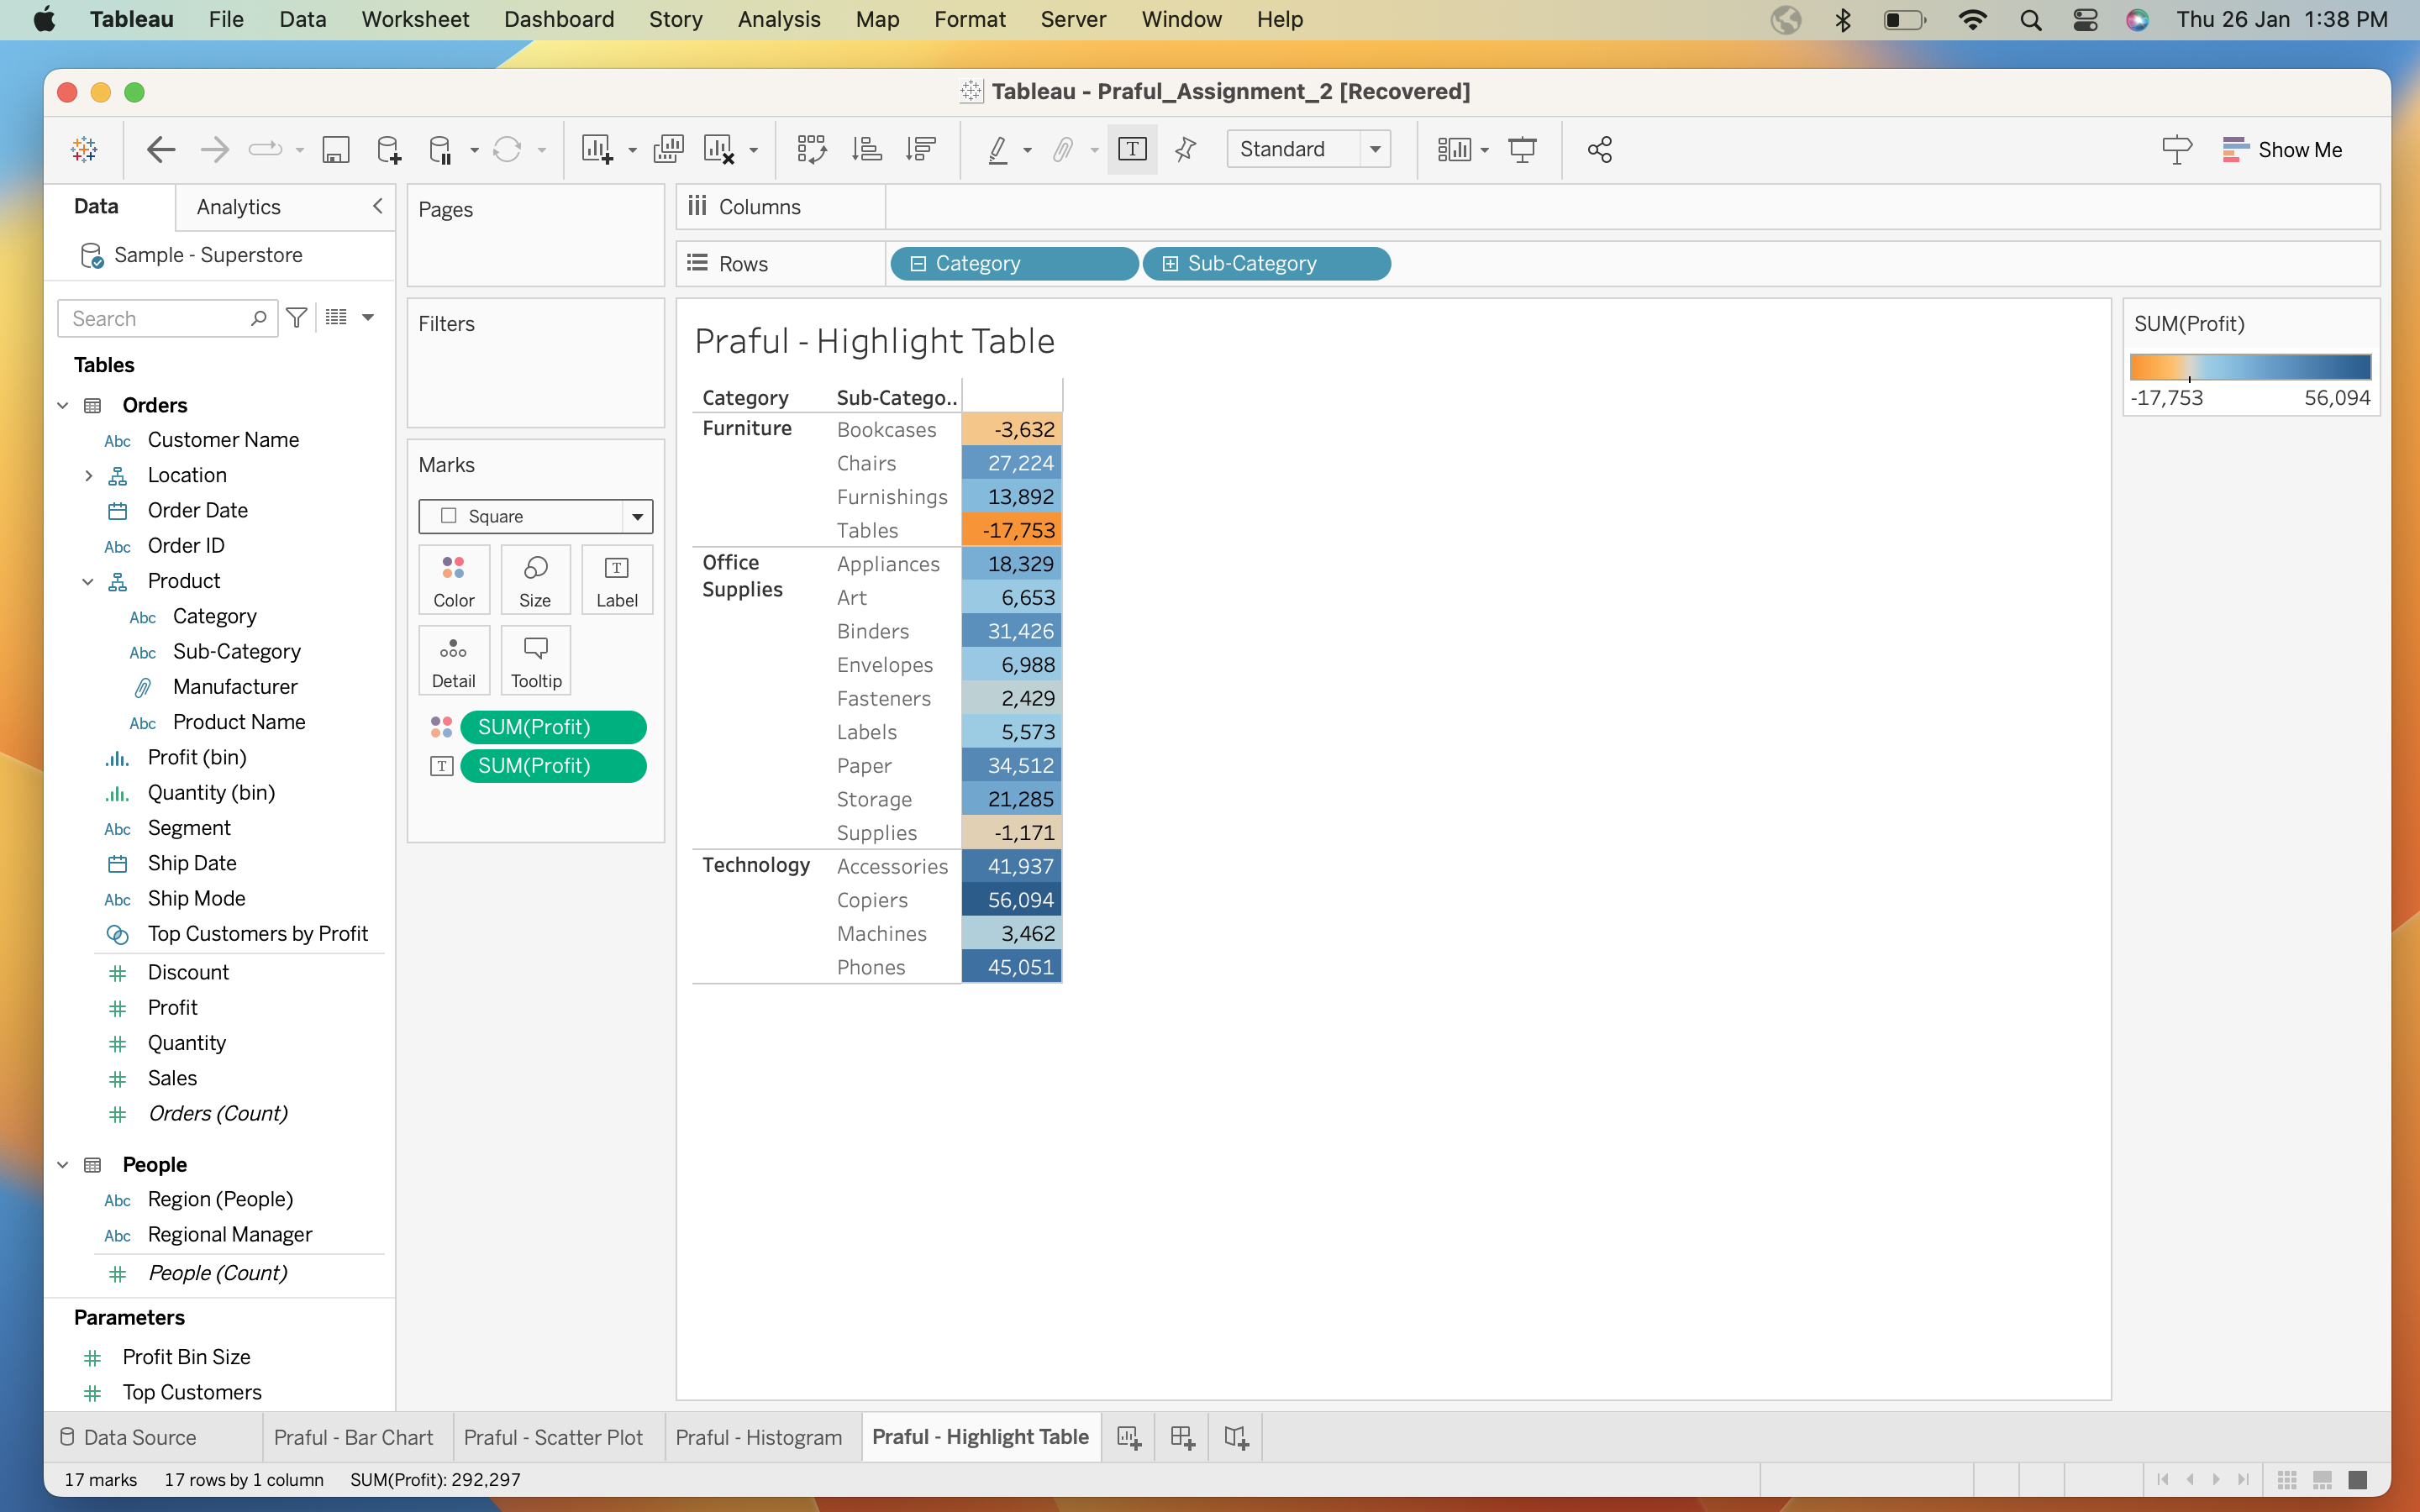 Tableau File Data Worksheet Dashboard Story Analysis Map Format Server Window Help Thu 26 Jan 1:38 PM
Tableau - Praful_Assignment_2 [Recovered]
Standard Show Me
Data Analytics
Sample - Superstore
Search
Tables
Orders
Abc Customer Name
Location
Order Date
Abc Order ID
Product
Abc Category
Abc Sub-Category
Manufacturer
Abc Product Name
Profit (bin)
Quantity (bin)
Abc Segment
Ship Date
Abc Ship Mode
Top Customers by Profit
Discount
Profit
Quantity
Sales
Orders (Count)
People
Abc Region (People)
Abc Regional Manager
People (Count)
Parameters
Profit Bin Size
Top Customers
Pages
Filters
Marks
Square
Color Size Label
Detail Tooltip
SUM(Profit)
SUM(Profit)
Columns
Rows Category Sub-Category
Praful - Highlight Table
Category Sub-Catego..
Furniture Bookcases -3,632
Chairs 27,224
Furnishings 13,892
Tables -17,753
Office Supplies Appliances 18,329
Art 6,653
Binders 31,426
Envelopes 6,988
Fasteners 2,429
Labels 5,573
Paper 34,512
Storage 21,285
Supplies -1,171
Technology Accessories 41,937
Copiers 56,094
Machines 3,462
Phones 45,051
SUM(Profit)
-17,753 56,094
Data Source Praful - Bar Chart Praful - Scatter Plot Praful - Histogram Praful - Highlight Table
17 marks 17 rows by 1 column SUM(Profit): 292,297